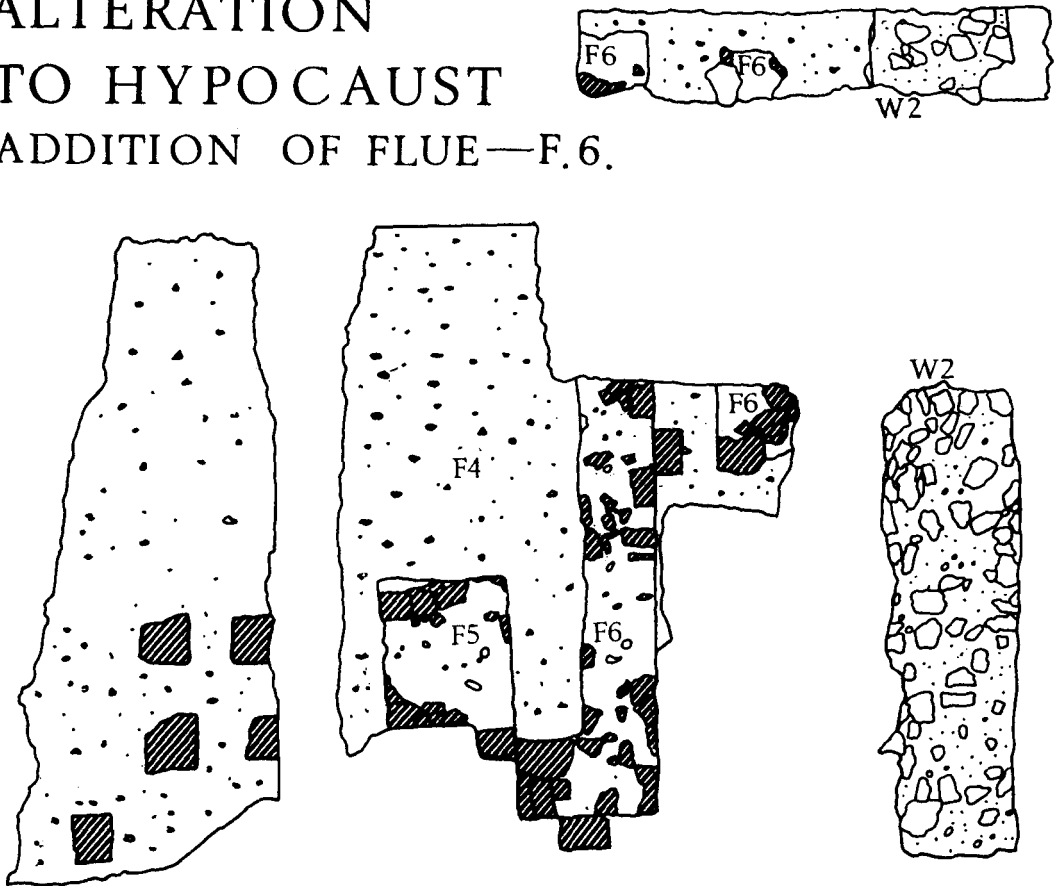 ALTERATION
TO HYPOCAUST
ADDITION OF FLUE—F.6.
F6
F6
W2
W2
F6
F4
F5
F6